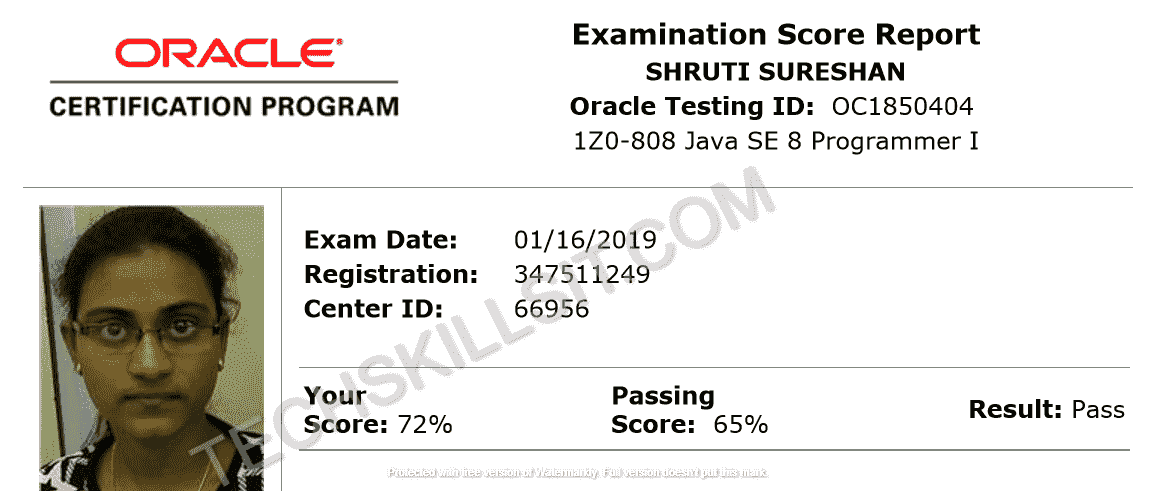 ORACLE
CERTIFICATION PROGRAM
Examination Score Report
SHRUTI SURESHAN
Oracle Testing ID: OC1850404
1Z0-808 Java SE 8 Programmer I
Exam Date: 01/16/2019
Registration: 347511249
Center ID: 66956
Your
Score: 72%
Passing
Score: 65%
Result: Pass
TECHSKILLSIT.COM
Protected with free version of Watermarkly. Full version doesn't put this mark.